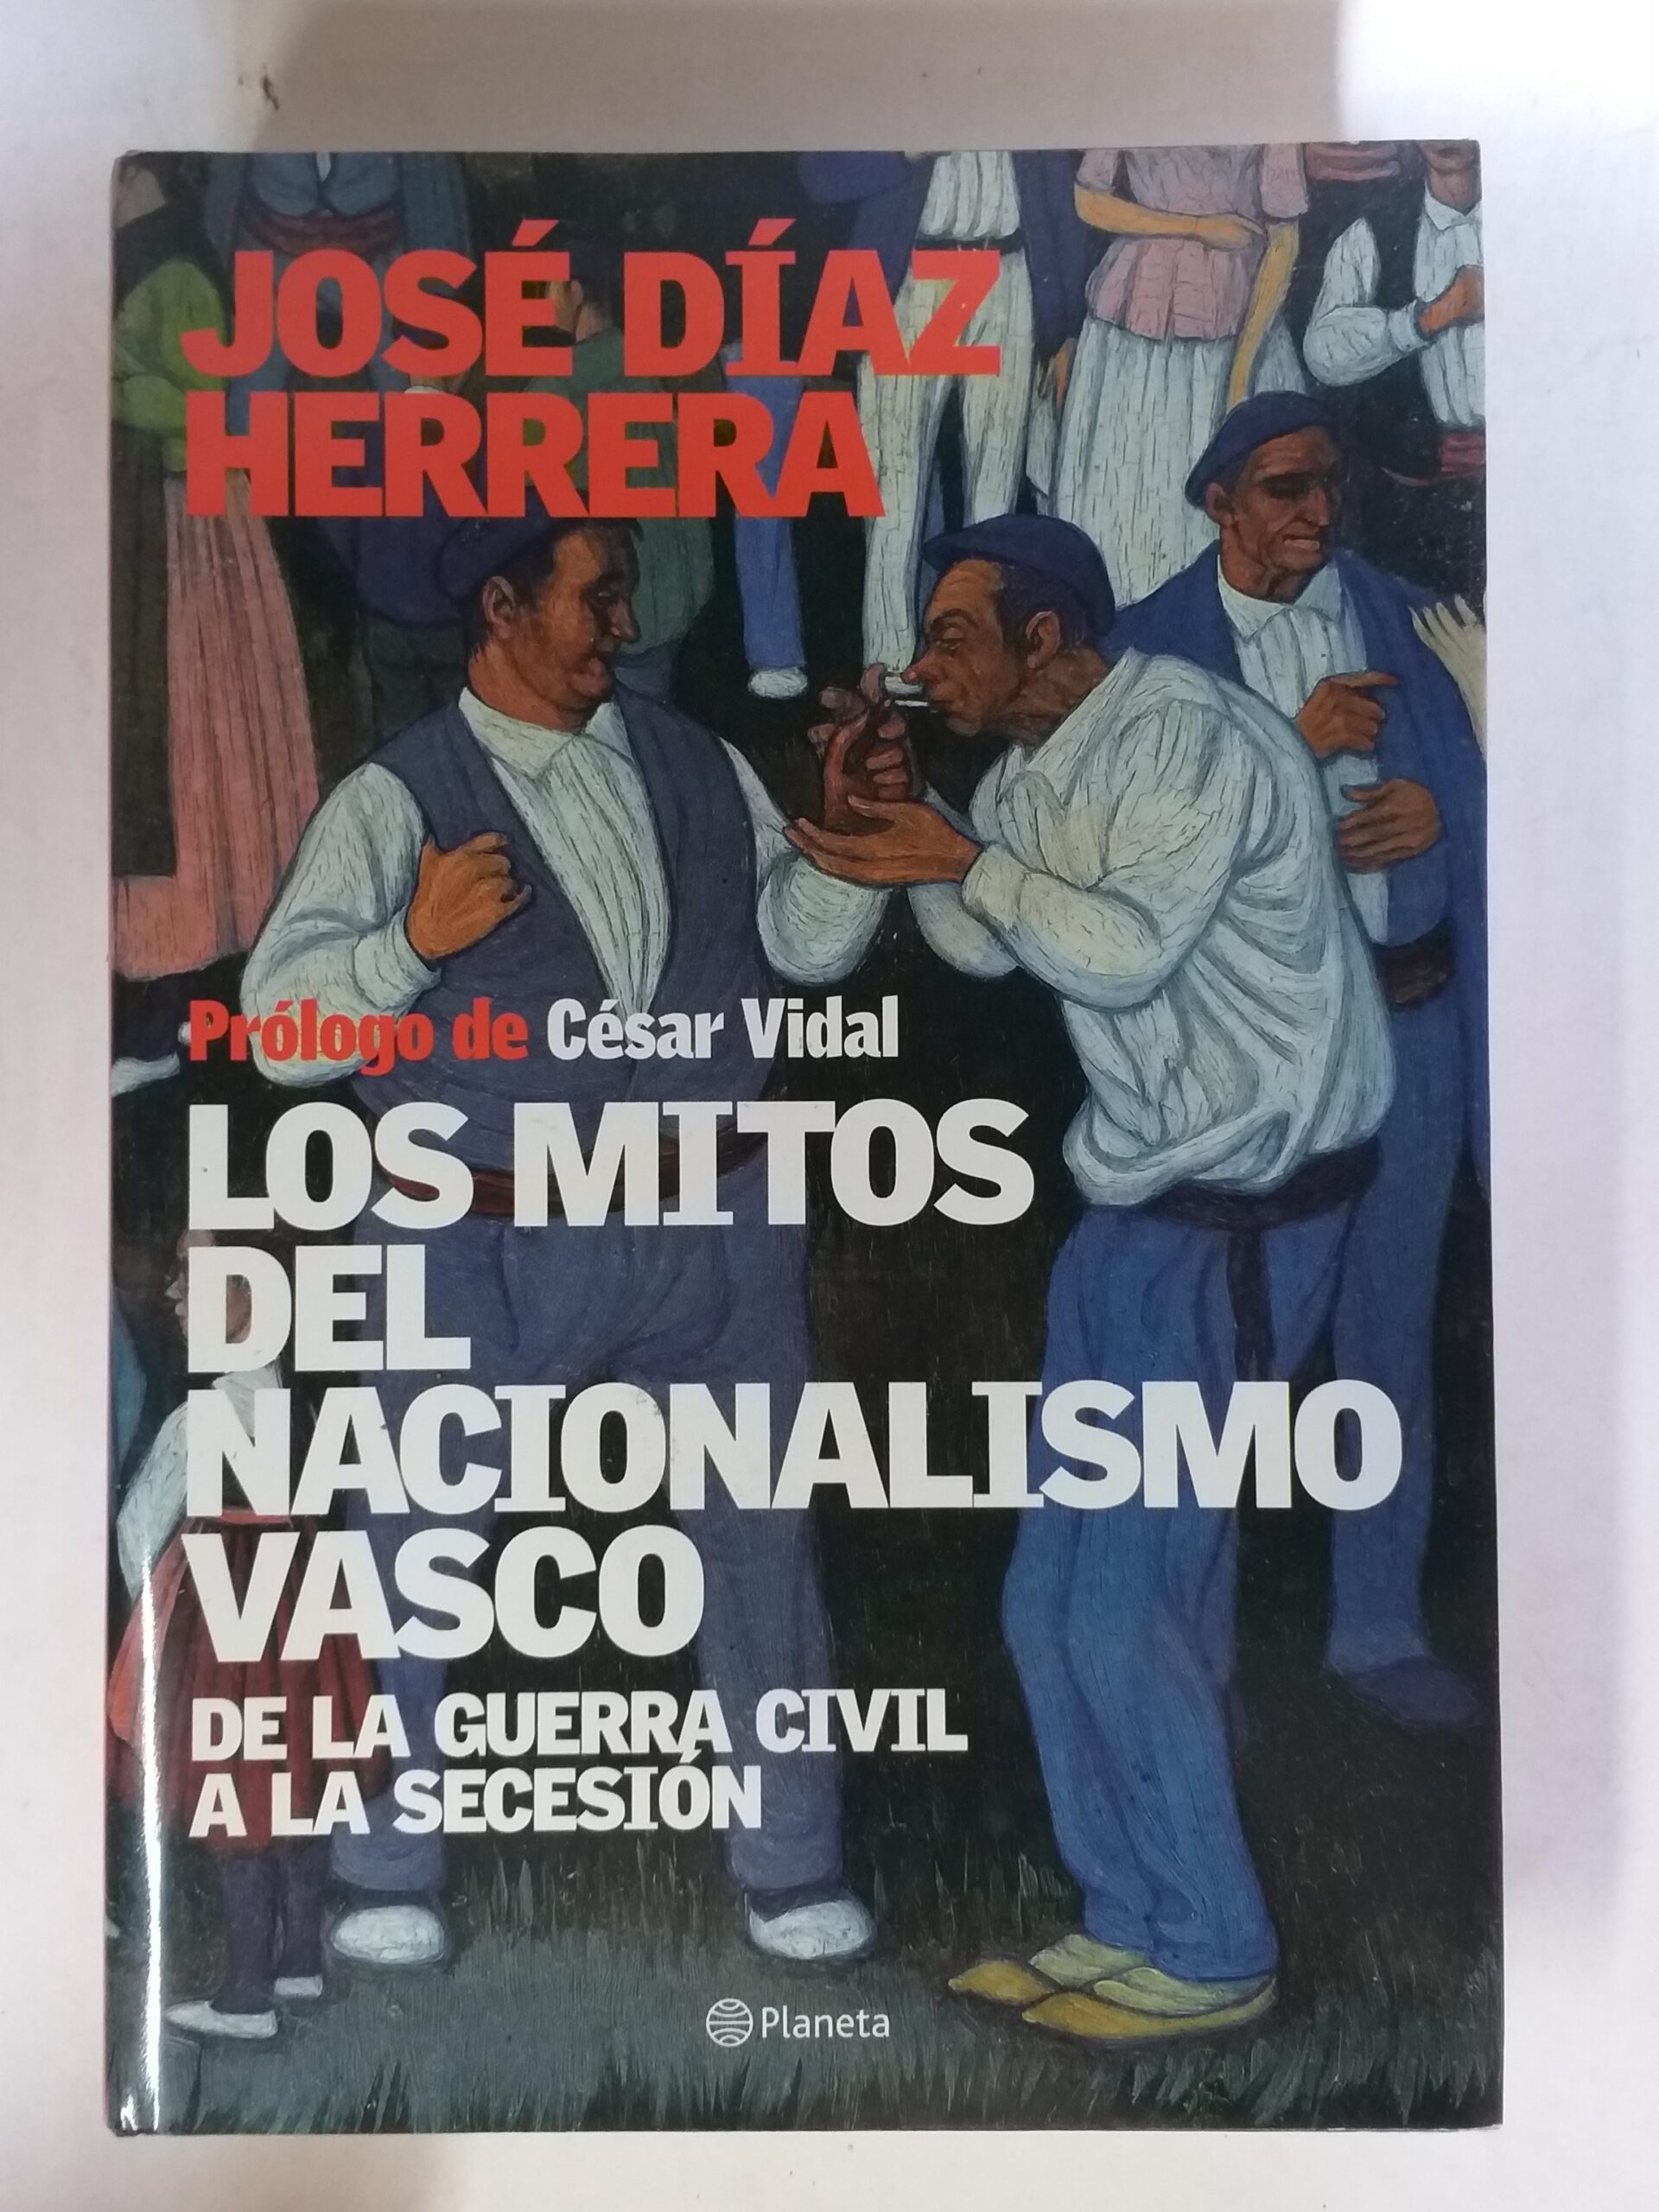 JOSÉ DÍAZ
HERRERA
Prólogo de César Vidal
LOS MITOS
DEL
NACIONALISMO
VASCO
DE LA GUERRA CIVIL
A LA SECESIÓN
Planeta